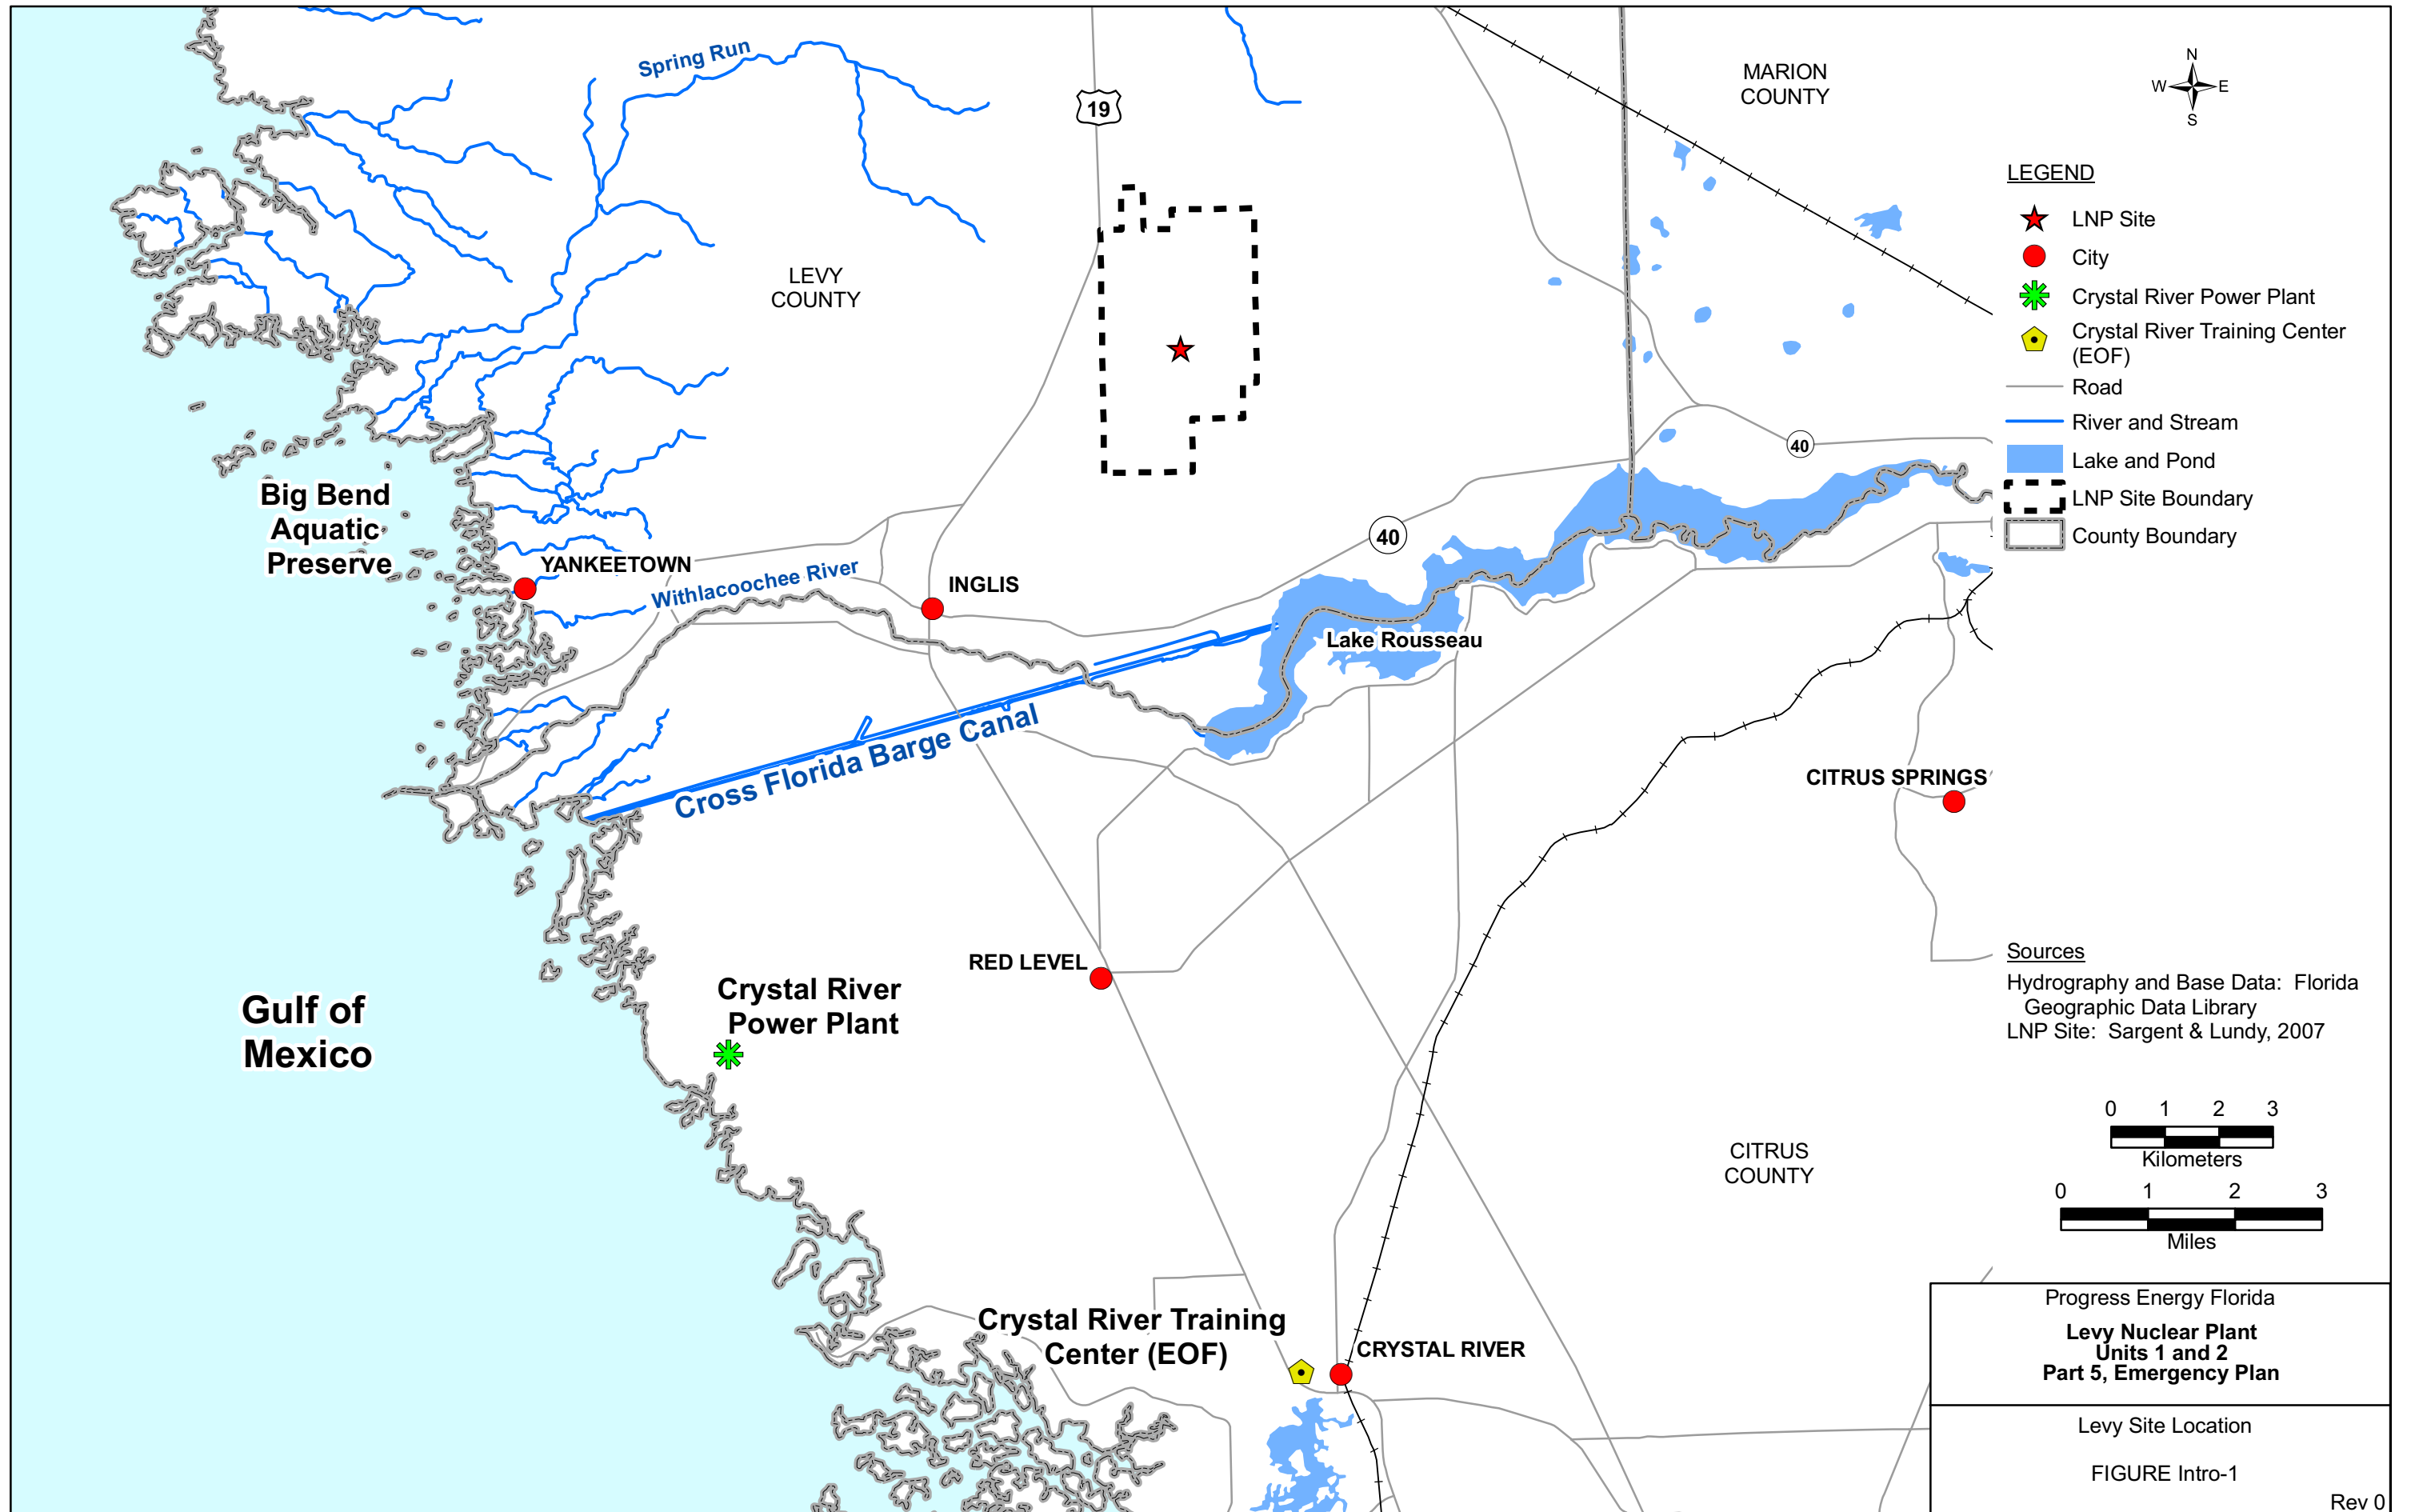 Spring Run
19
MARION
COUNTY
N
W
E
S
LEVY
COUNTY
LEGEND
LNP Site
City
Crystal River Power Plant
Crystal River Training Center
(EOF)
Road
River and Stream
Lake and Pond
LNP Site Boundary
County Boundary
40
40
Big Bend
Aquatic
Preserve
YANKEETOWN
Withlacoochee River
INGLIS
Lake Rousseau
Cross Florida Barge Canal
CITRUS SPRINGS
RED LEVEL
Crystal River
Power Plant
Gulf of
Mexico
CITRUS
COUNTY
Crystal River Training
Center (EOF)
CRYSTAL RIVER
Sources
Hydrography and Base Data: Florida
Geographic Data Library
LNP Site: Sargent & Lundy, 2007
0 1 2 3
Kilometers
0 1 2 3
Miles
Progress Energy Florida
Levy Nuclear Plant
Units 1 and 2
Part 5, Emergency Plan
Levy Site Location
FIGURE Intro-1
Rev 0